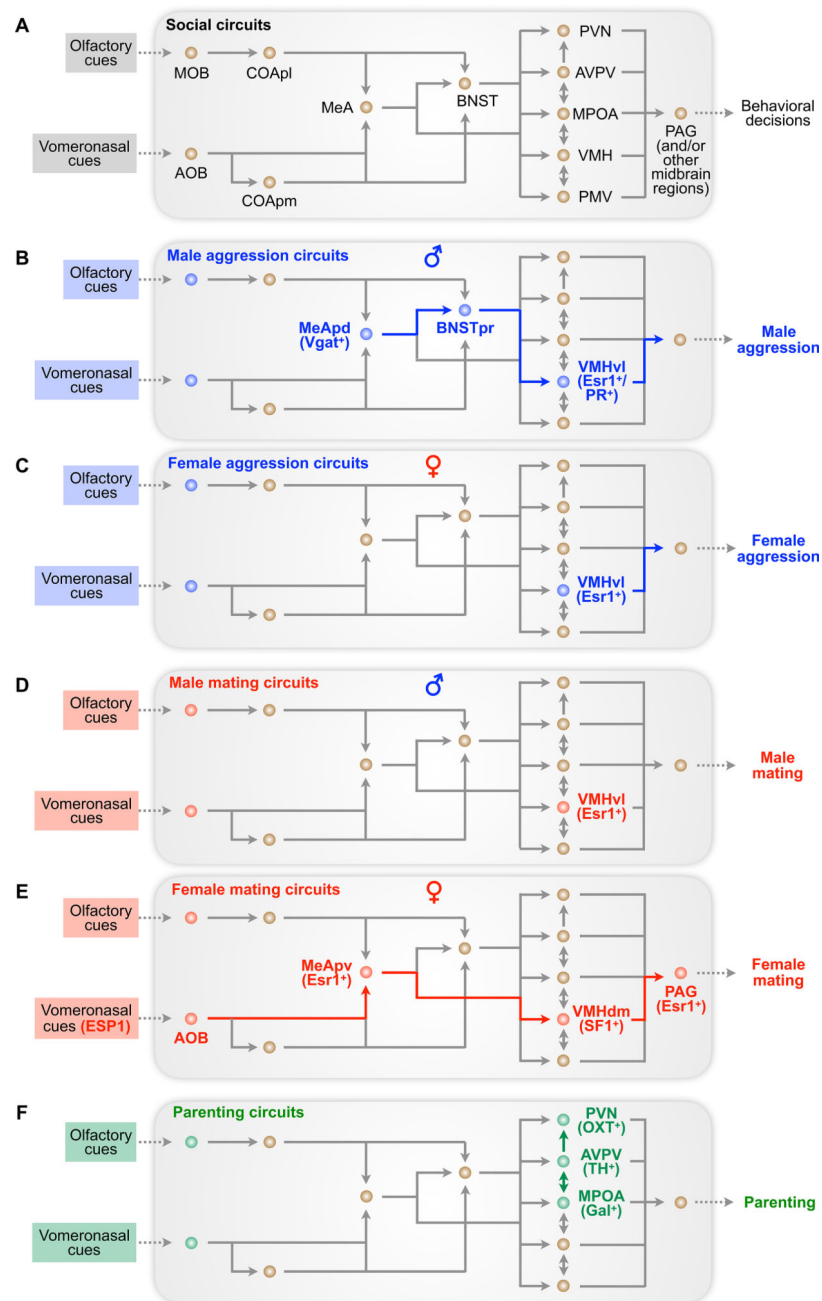 A
Social circuits
Olfactory
cues
MOB
COApl
MeA
BNST
Vomeronasal cues
AOB
COApm
PVN
AVPV
MPOA
VMH
PMV
PAG
(and/or
other
midbrain
regions)
Behavioral
decisions
B
Male aggression circuits
♂
Olfactory
cues
MeApd
(Vgat⁺)
BNSTpr
Vomeronasal
cues
VMHvl
(Esr1⁺/
PR⁺)
Male
aggression
C
Female aggression circuits
♀
Olfactory
cues
Vomeronasal
cues
VMHvl
(Esr1⁺)
Female
aggression
D
Male mating circuits
♂
Olfactory
cues
Vomeronasal
cues
VMHvl
(Esr1⁺)
Male
mating
E
Female mating circuits
♀
Olfactory
cues
MeApv
(Esr1⁺)
Vomeronasal
cues (ESP1)
AOB
VMHdm
(SF1⁺)
PAG
(Esr1⁺)
Female
mating
F
Parenting circuits
Olfactory
cues
Vomeronasal
cues
PVN
(OXT⁺)
AVPV
(TH⁺)
MPOA
(Gal⁺)
Parenting